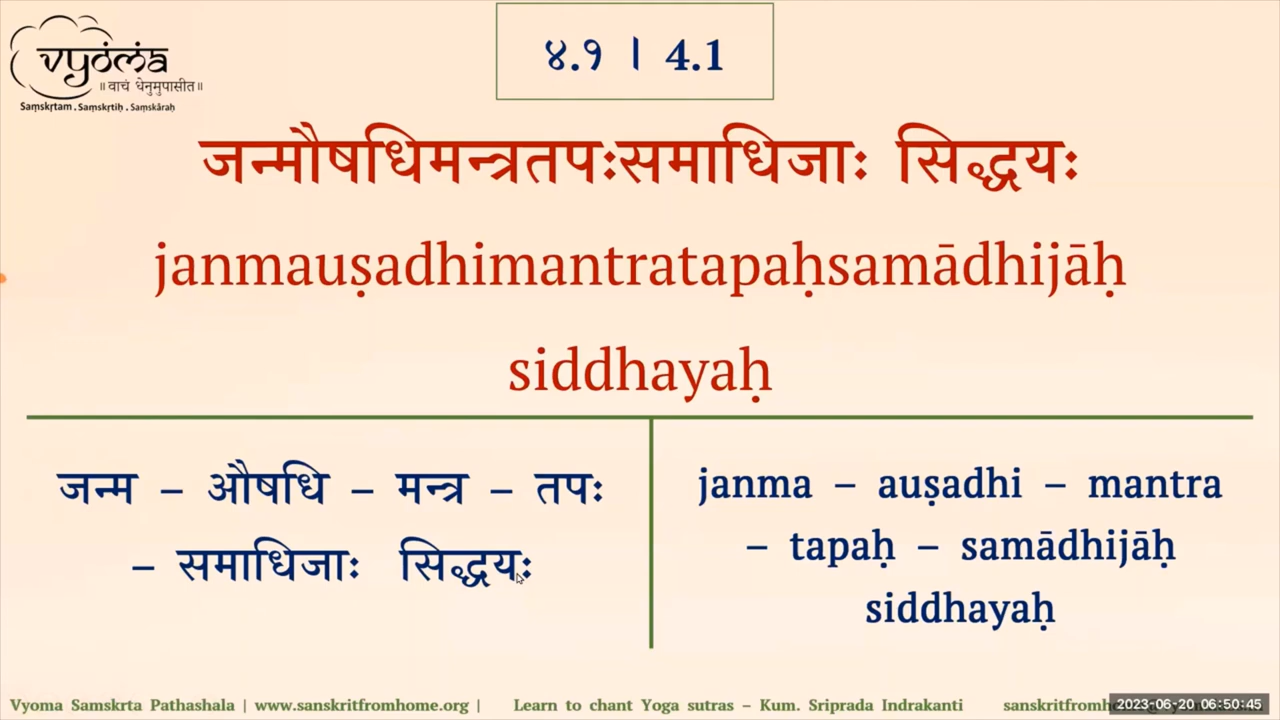 vyoma
॥ वाचं धेनुमुपासीत॥
Saṃskṛtam . Saṃskṛtiḥ . Saṃskāraḥ
४.१ । 4.1
जन्मौषधिमन्त्रतपःसमाधिजाः सिद्धयः
janmauṣadhimantratapaḥsamādhijāḥ
siddhayaḥ
जन्म – औषधि – मन्त्र – तपः
– समाधिजाः सिद्धयः
janma – auṣadhi – mantra
– tapaḥ – samādhijāḥ
siddhayaḥ
Vyoma Samskrta Pathashala | www.sanskritfromhome.org | Learn to chant Yoga sutras – Kum. Sriprada Indrakanti
2023-06-20 06:50:45